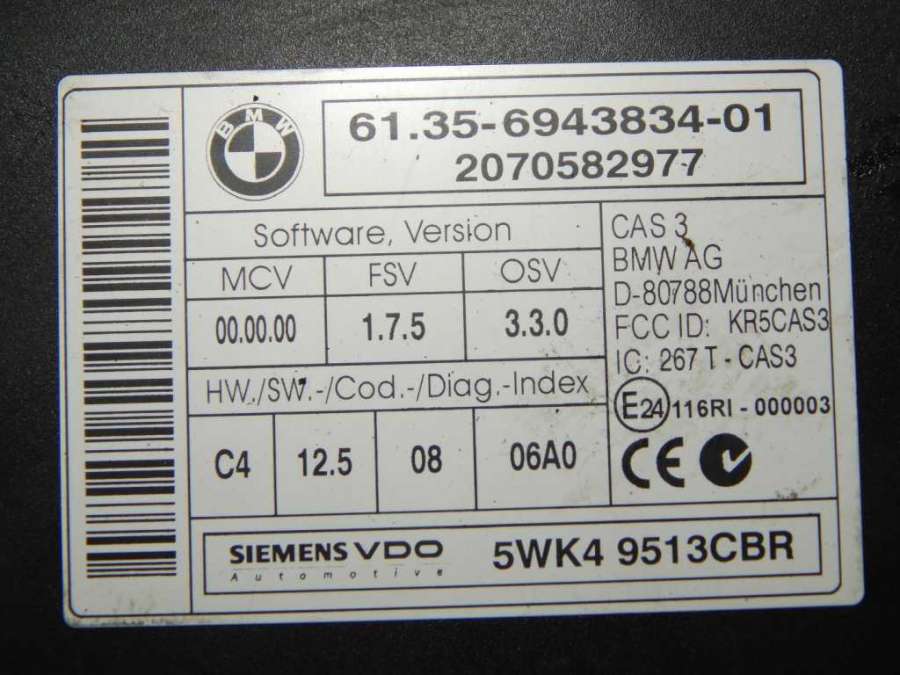 BMW
61.35-6943834-01
2070582977
Software, Version
MCV FSV OSV
00.00.00 1.7.5 3.3.0
HW./SW.-/Cod.-/Diag.-Index
C4 12.5 08 06A0
CAS 3
BMW AG
D-80788München
FCC ID: KR5CAS3
IC: 267 T - CAS3
E24 116RI - 000003
CE
SIEMENS VDO
Automotive
5WK4 9513CBR